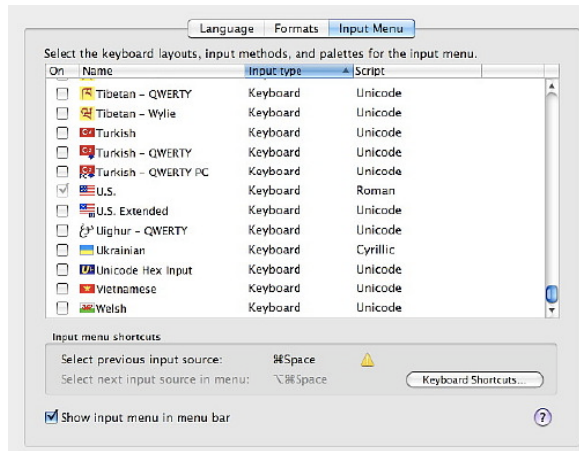 Language Formats Input Menu
Select the keyboard layouts, input methods, and palettes for the input menu.
On Name Input type Script
Tibetan – QWERTY Keyboard Unicode
Tibetan – Wylie Keyboard Unicode
Turkish Keyboard Unicode
Turkish – QWERTY Keyboard Unicode
Turkish – QWERTY PC Keyboard Unicode
U.S. Keyboard Roman
U.S. Extended Keyboard Unicode
Uighur – QWERTY Keyboard Unicode
Ukrainian Keyboard Cyrillic
Unicode Hex Input Keyboard Unicode
Vietnamese Keyboard Unicode
Welsh Keyboard Unicode
Input menu shortcuts
Select previous input source: ⌘Space
Select next input source in menu: ⌥⌘Space Keyboard Shortcuts...
Show input menu in menu bar ?